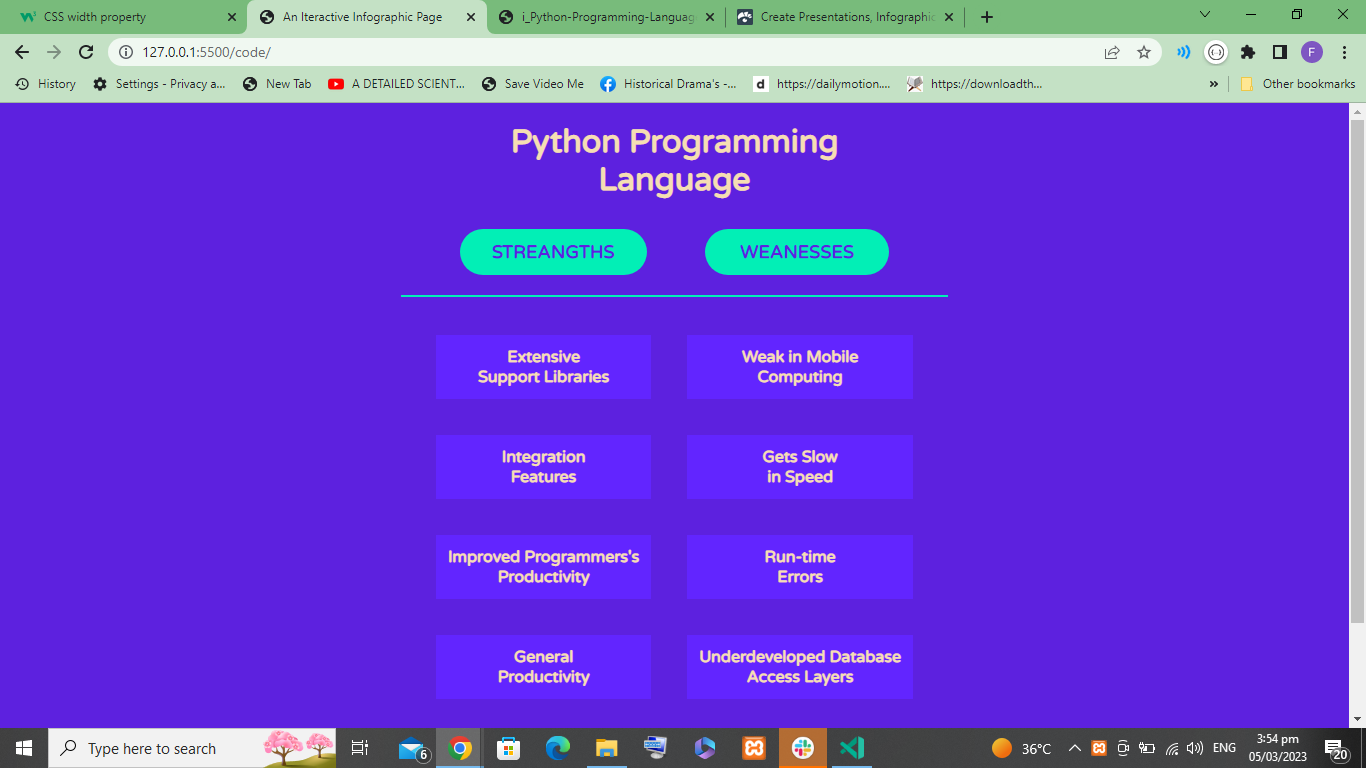 CSS width property
An Iteractive Infographic Page
i_Python-Programming-Languag
Create Presentations, Infographic
127.0.0.1:5500/code/
F
History
Settings - Privacy a...
New Tab
A DETAILED SCIENT...
Save Video Me
Historical Drama's -...
d
https://dailymotion....
https://downloadth...
»
Other bookmarks
Python Programming
Language
STREANGTHS
WEANESSES
Extensive
Support Libraries
Weak in Mobile
Computing
Integration
Features
Gets Slow
in Speed
Improved Programmers's
Productivity
Run-time
Errors
General
Productivity
Underdeveloped Database
Access Layers
Type here to search
6
36°C
ENG
3:54 pm
05/03/2023
20